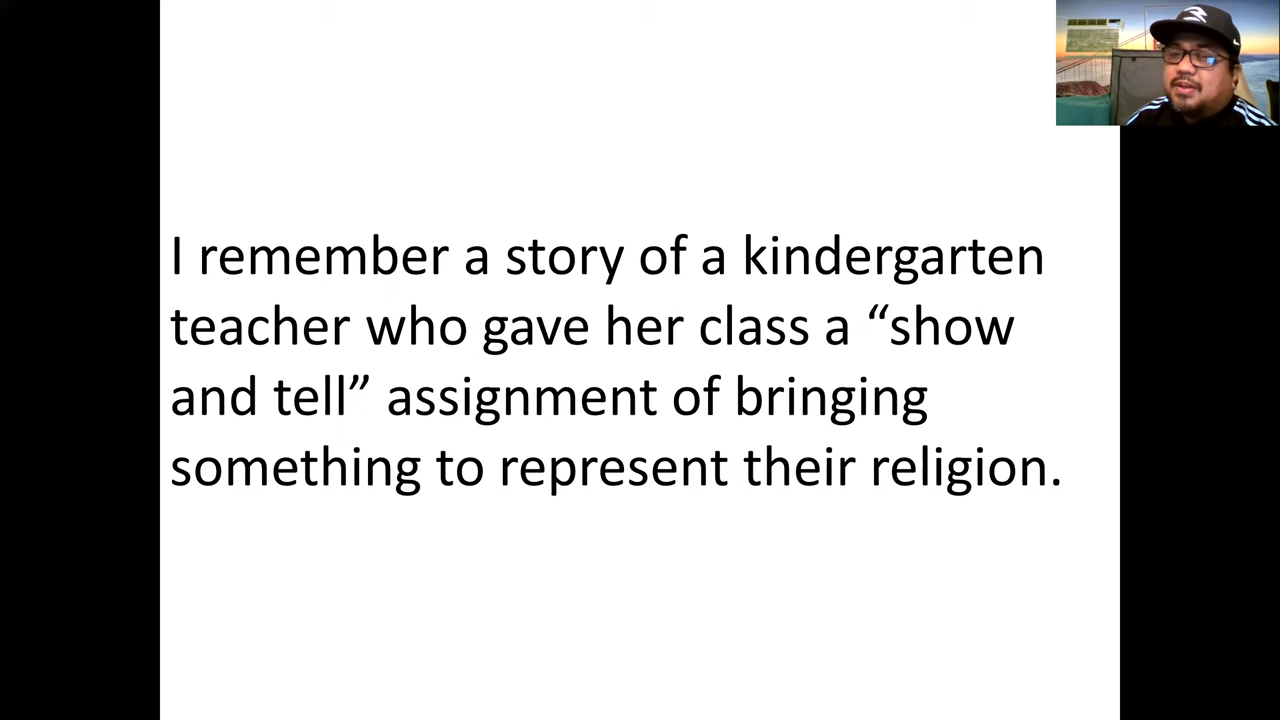 I remember a story of a kindergarten
teacher who gave her class a “show
and tell” assignment of bringing
something to represent their religion.